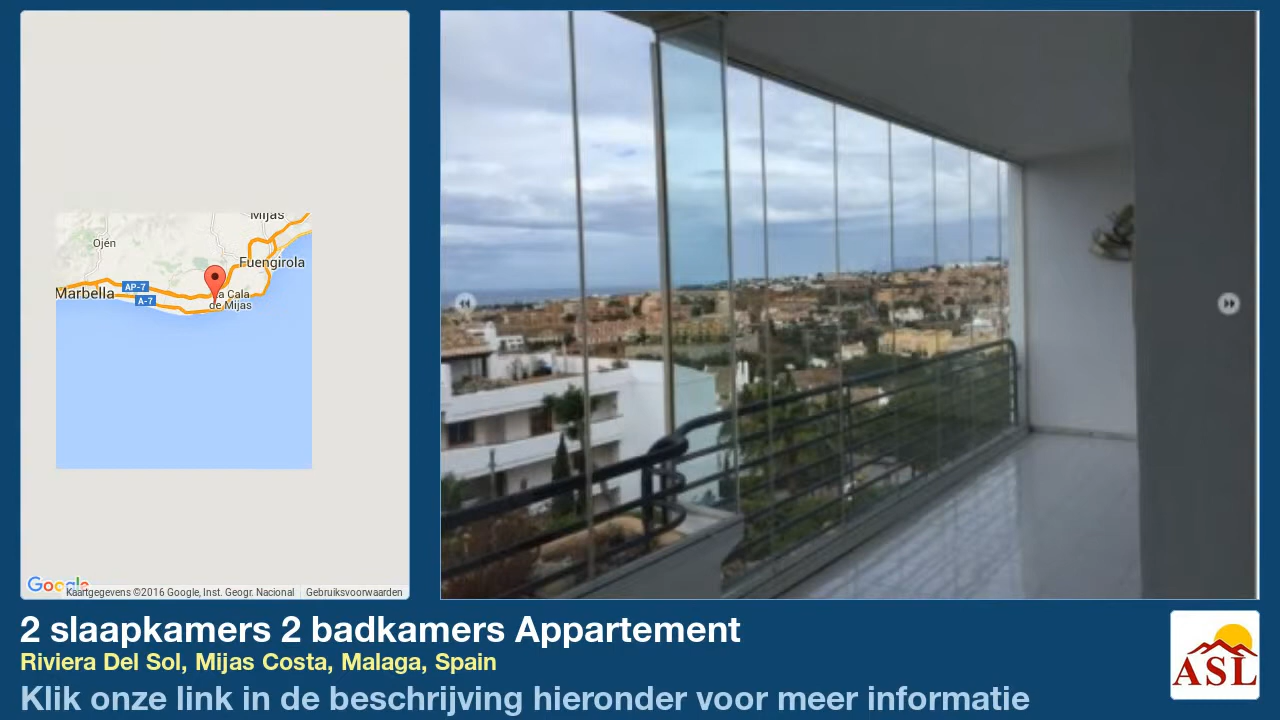 Mijas
Ojén
Fuengirola
AP-7
Marbella
La Cala
A-7
de Mijas
Google
Kaartgegevens ©2016 Google, Inst. Geogr. Nacional
Gebruiksvoorwaarden
2 slaapkamers 2 badkamers Appartement
Riviera Del Sol, Mijas Costa, Malaga, Spain
ASL
Klik onze link in de beschrijving hieronder voor meer informatie